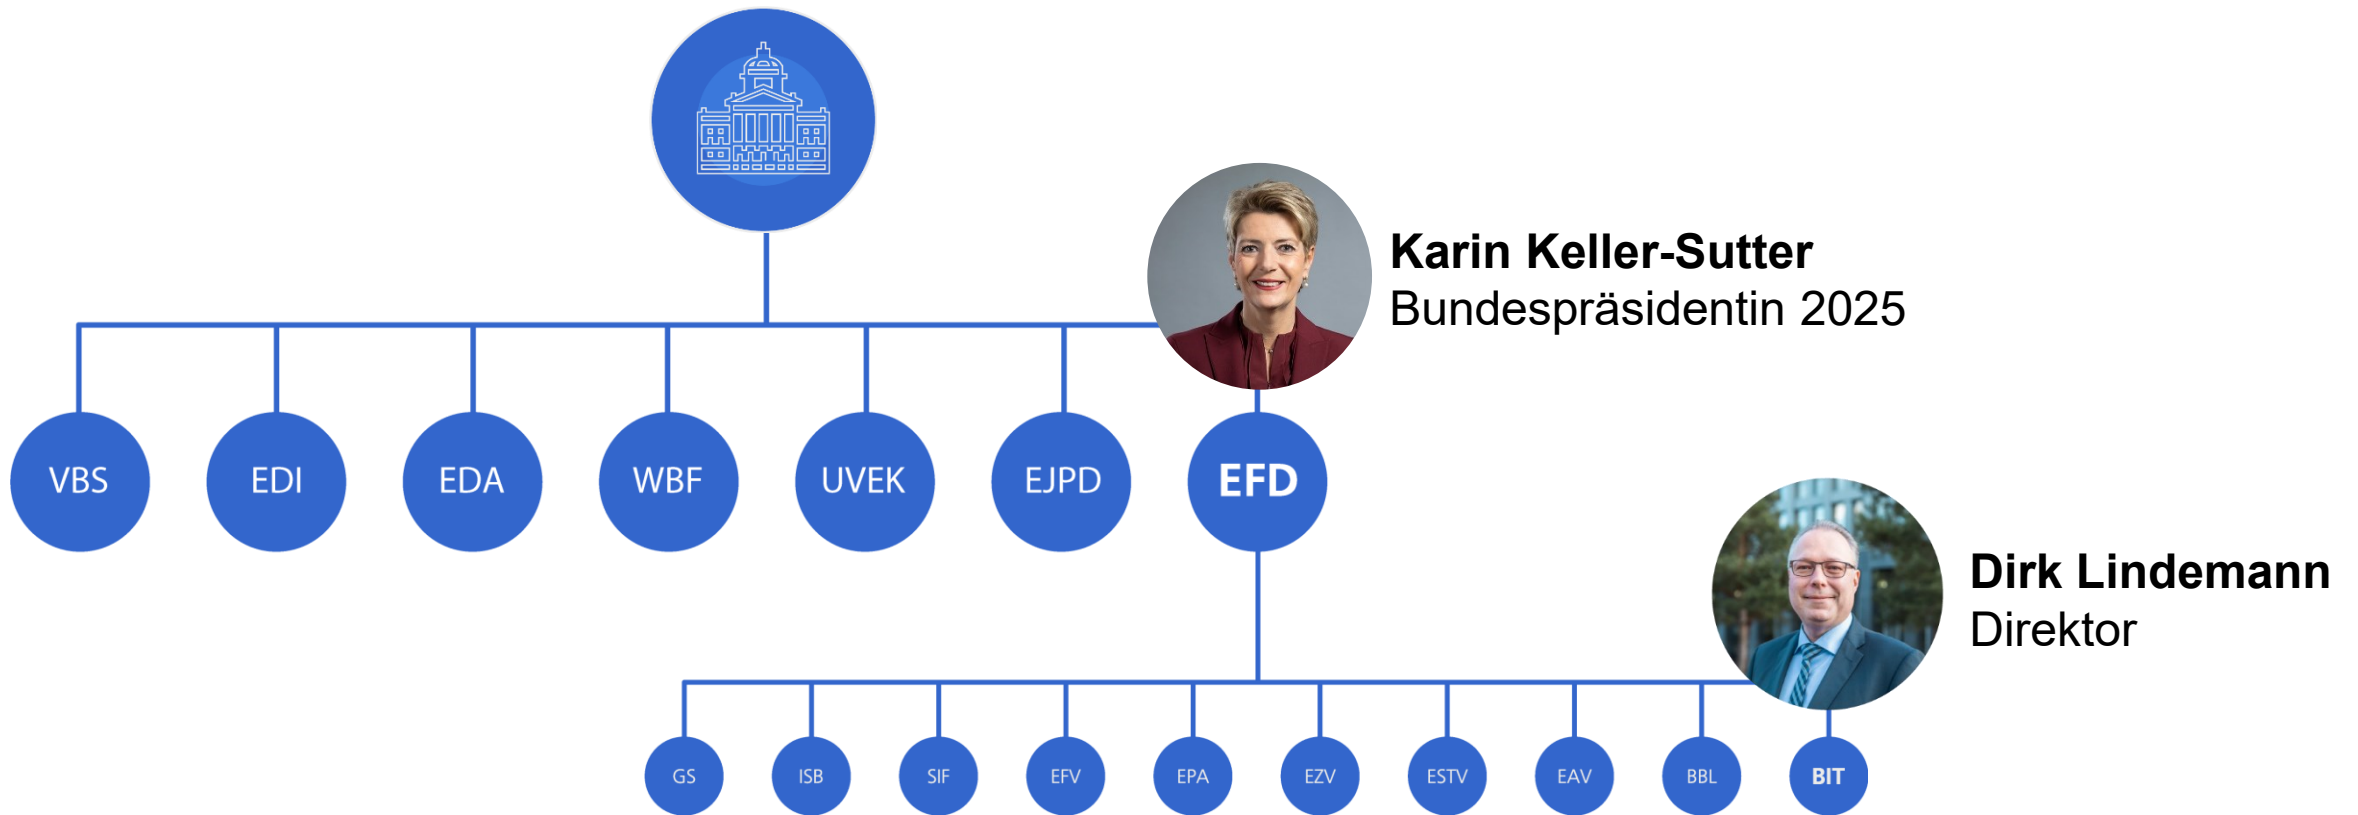 Karin Keller-Sutter
Bundespräsidentin 2025
VBS
EDI
EDA
WBF
UVEK
EJPD
EFD
Dirk Lindemann
Direktor
GS
ISB
SIF
EFV
EPA
EZV
ESTV
EAV
BBL
BIT